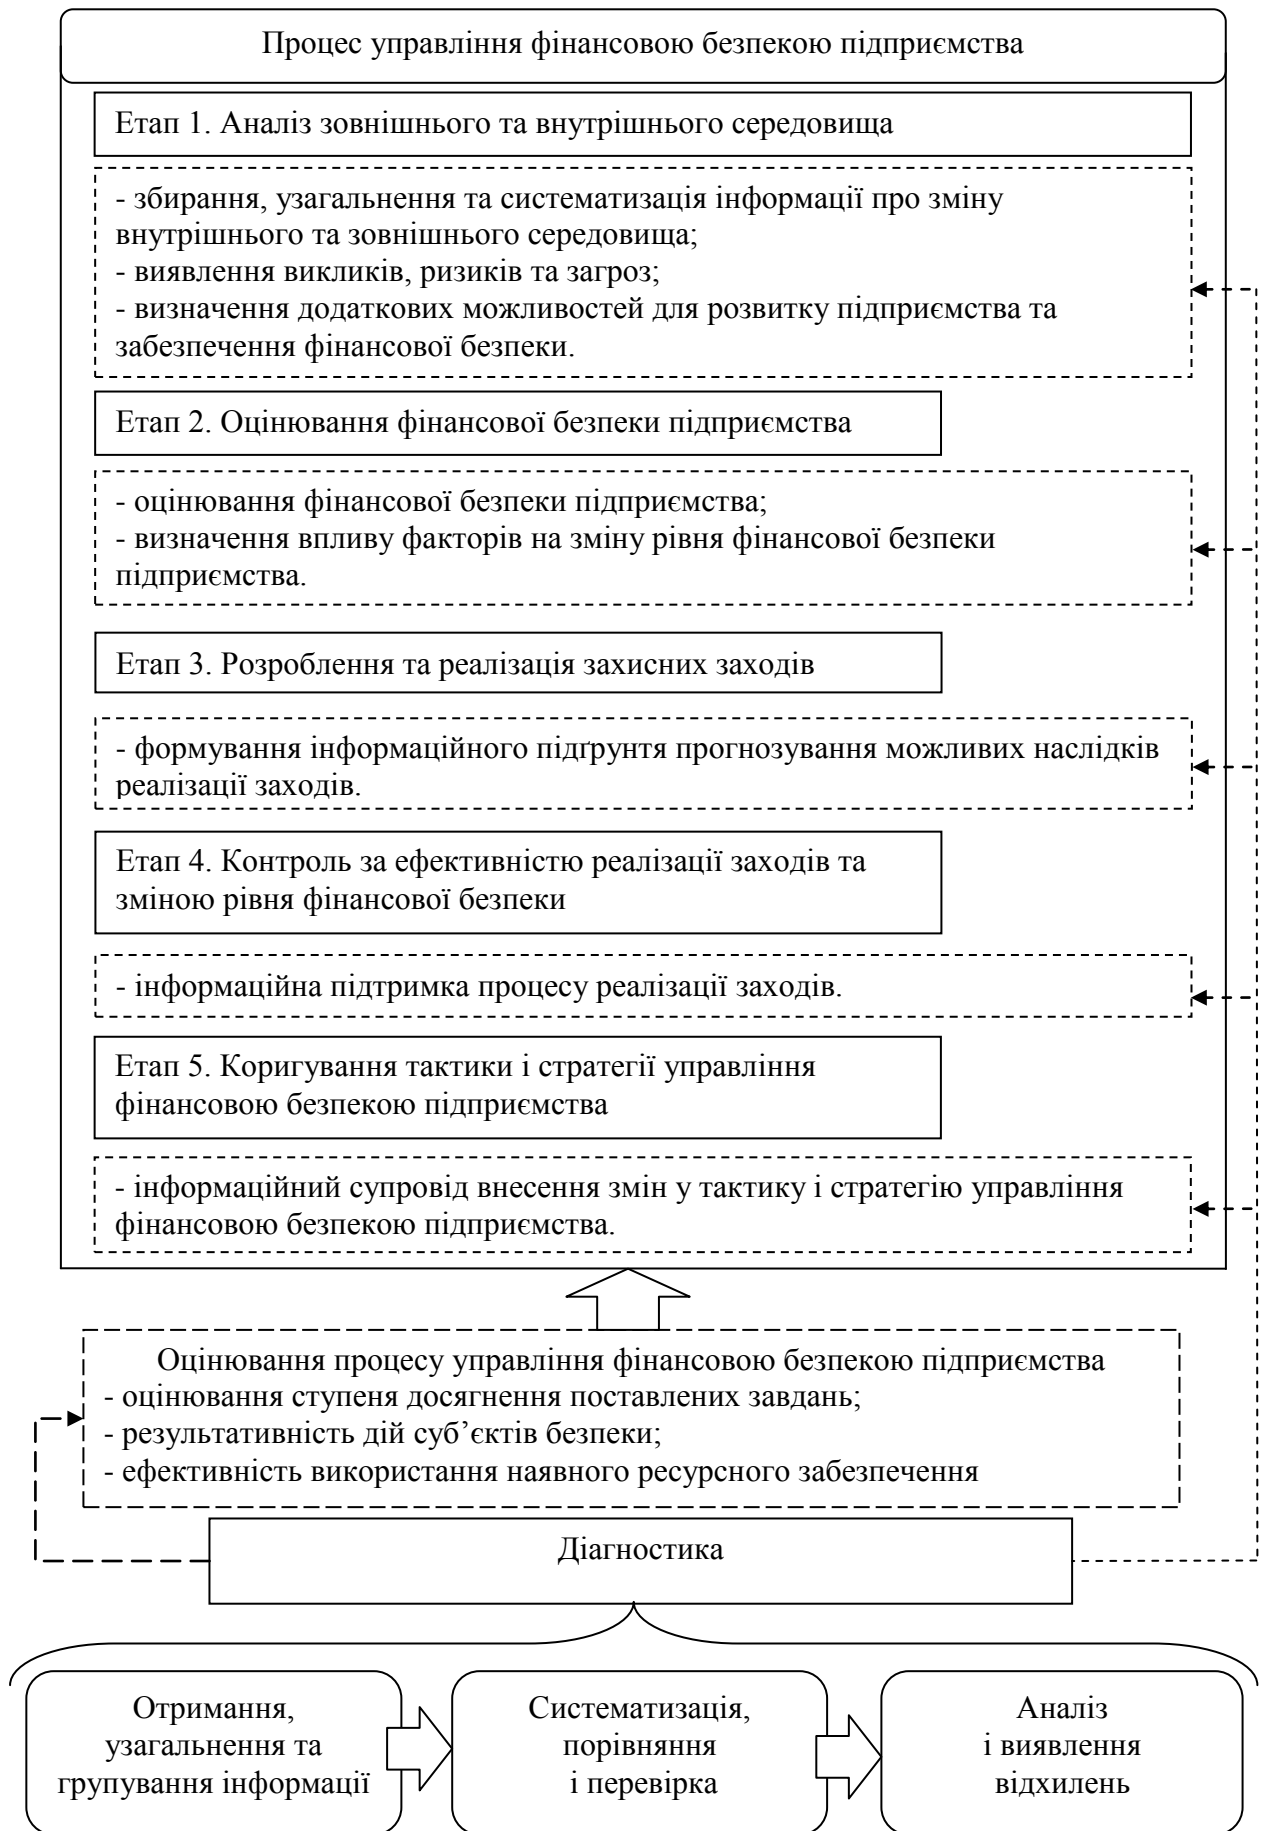 Процес управління фінансовою безпекою підприємства
Етап 1. Аналіз зовнішнього та внутрішнього середовища
- збирання, узагальнення та систематизація інформації про зміну
внутрішнього та зовнішнього середовища;
- виявлення викликів, ризиків та загроз;
- визначення додаткових можливостей для розвитку підприємства та
забезпечення фінансової безпеки.
Етап 2. Оцінювання фінансової безпеки підприємства
- оцінювання фінансової безпеки підприємства;
- визначення впливу факторів на зміну рівня фінансової безпеки
підприємства.
Етап 3. Розроблення та реалізація захисних заходів
- формування інформаційного підґрунтя прогнозування можливих наслідків
реалізації заходів.
Етап 4. Контроль за ефективністю реалізації заходів та
зміною рівня фінансової безпеки
- інформаційна підтримка процесу реалізації заходів.
Етап 5. Коригування тактики і стратегії управління
фінансовою безпекою підприємства
- інформаційний супровід внесення змін у тактику і стратегію управління
фінансовою безпекою підприємства.
Оцінювання процесу управління фінансовою безпекою підприємства
- оцінювання ступеня досягнення поставлених завдань;
- результативність дій суб’єктів безпеки;
- ефективність використання наявного ресурсного забезпечення
Діагностика
Отримання,
узагальнення та
групування інформації
Систематизація,
порівняння
і перевірка
Аналіз
і виявлення
відхилень